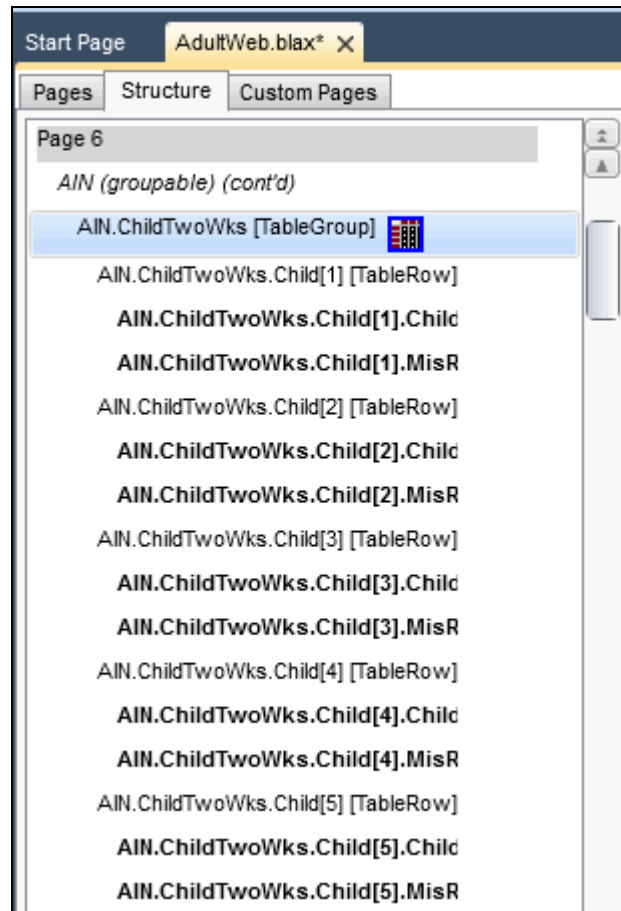 Start Page AdultWeb.blax*
Pages Structure Custom Pages
Page 6
AIN (groupable) (cont'd)
AIN.ChildTwoWks [TableGroup]
AIN.ChildTwoWks.Child[1] [TableRow]
AIN.ChildTwoWks.Child[1].Child
AIN.ChildTwoWks.Child[1].MisR
AIN.ChildTwoWks.Child[2] [TableRow]
AIN.ChildTwoWks.Child[2].Child
AIN.ChildTwoWks.Child[2].MisR
AIN.ChildTwoWks.Child[3] [TableRow]
AIN.ChildTwoWks.Child[3].Child
AIN.ChildTwoWks.Child[3].MisR
AIN.ChildTwoWks.Child[4] [TableRow]
AIN.ChildTwoWks.Child[4].Child
AIN.ChildTwoWks.Child[4].MisR
AIN.ChildTwoWks.Child[5] [TableRow]
AIN.ChildTwoWks.Child[5].Child
AIN.ChildTwoWks.Child[5].MisR